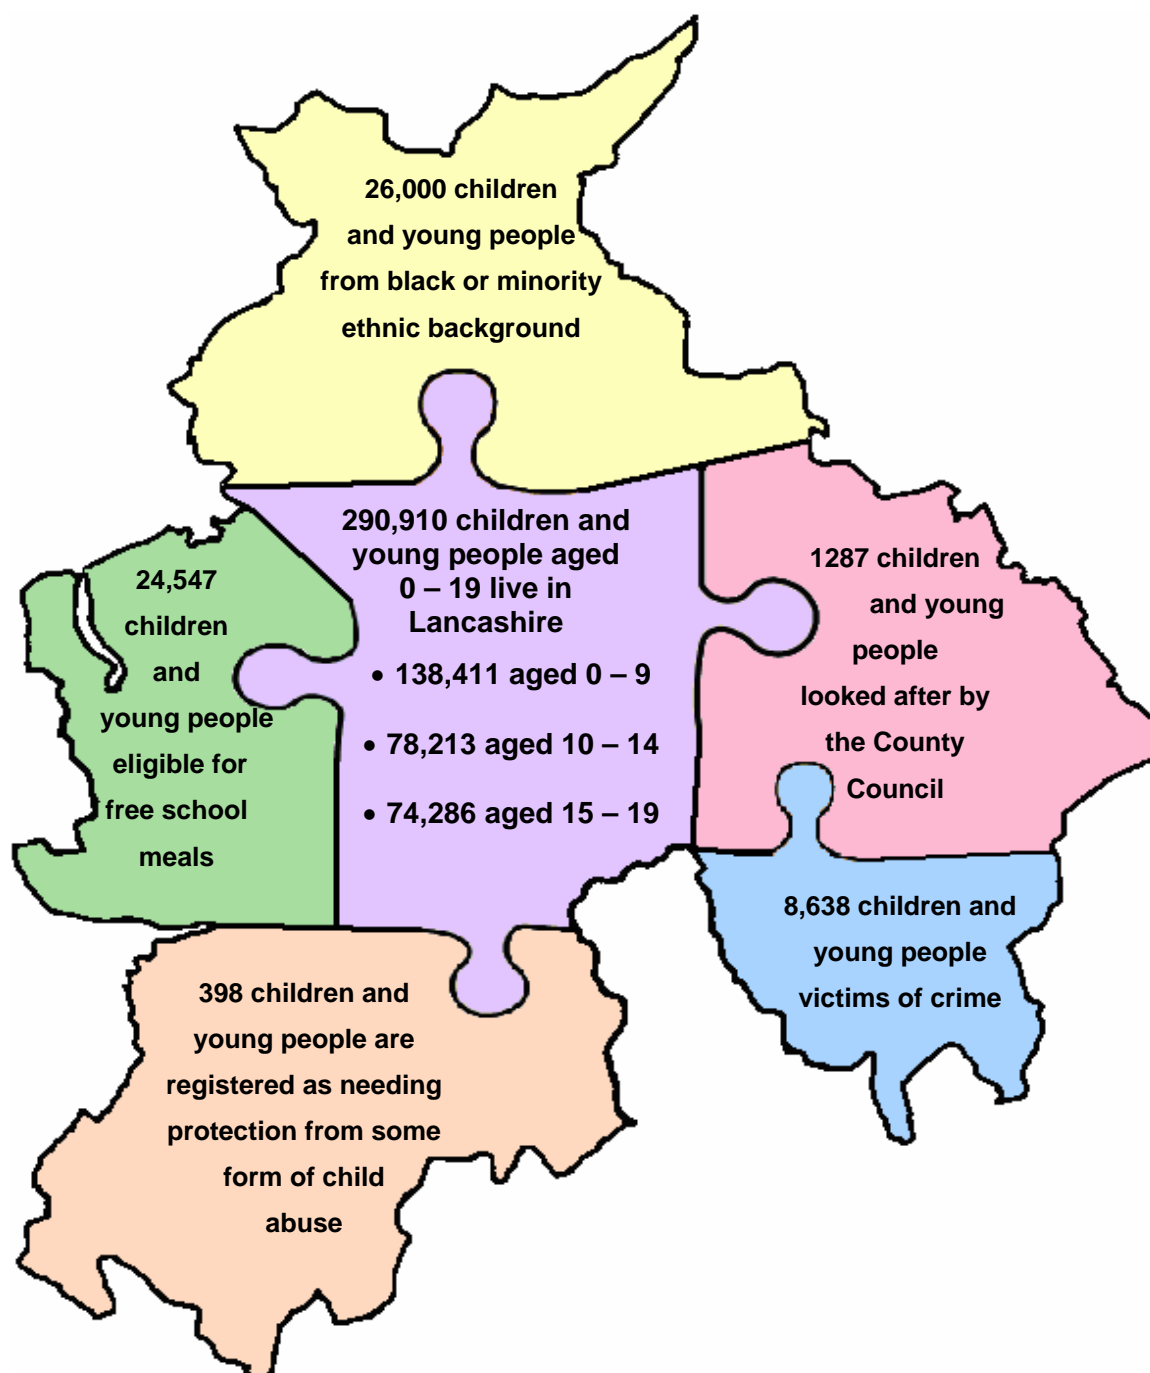 26,000 children
and young people
from black or minority
ethnic background
290,910 children and
young people aged
0 – 19 live in
Lancashire
• 138,411 aged 0 – 9
• 78,213 aged 10 – 14
• 74,286 aged 15 – 19
24,547
children
and
young people
eligible for
free school
meals
1287 children
and young
people
looked after by
the County
Council
8,638 children and
young people
victims of crime
398 children and
young people are
registered as needing
protection from some
form of child
abuse